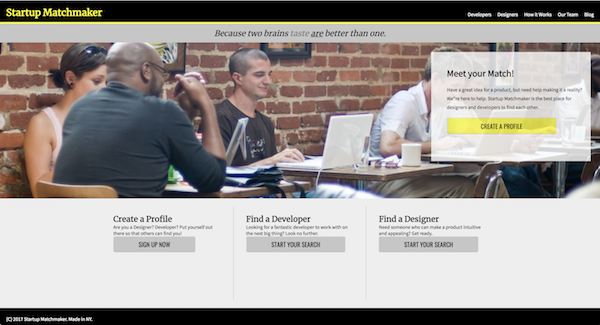 Startup Matchmaker
Developers Designers How It Works Our Team Blog
Because two brains taste are better than one.
Meet your Match!
Have a great idea for a product, but need help making it a reality?
We're here to help. Startup Matchmaker is the best place for
designers and developers to find each other.
CREATE A PROFILE
Create a Profile
Are you a Designer? Developer? Put yourself out
there so that others can find you!
SIGN UP NOW
Find a Developer
Looking for a fantastic developer to work with on
the next big thing? Look no further.
START YOUR SEARCH
Find a Designer
Need someone who can make a product intuitive
and appealing? Get ready.
START YOUR SEARCH
(C) 2017 Startup Matchmaker. Made in NY.